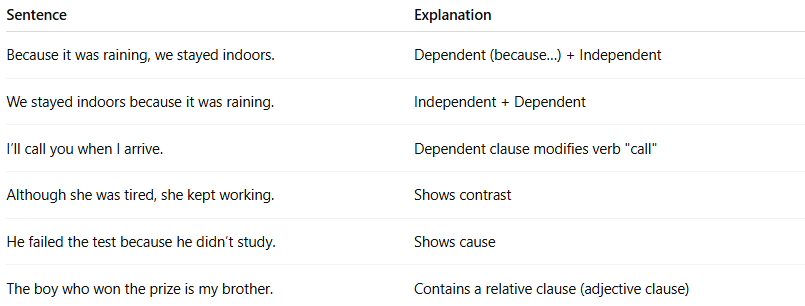 Sentence Explanation
Because it was raining, we stayed indoors. Dependent (because...) + Independent
We stayed indoors because it was raining. Independent + Dependent
I’ll call you when I arrive. Dependent clause modifies verb "call"
Although she was tired, she kept working. Shows contrast
He failed the test because he didn’t study. Shows cause
The boy who won the prize is my brother. Contains a relative clause (adjective clause)